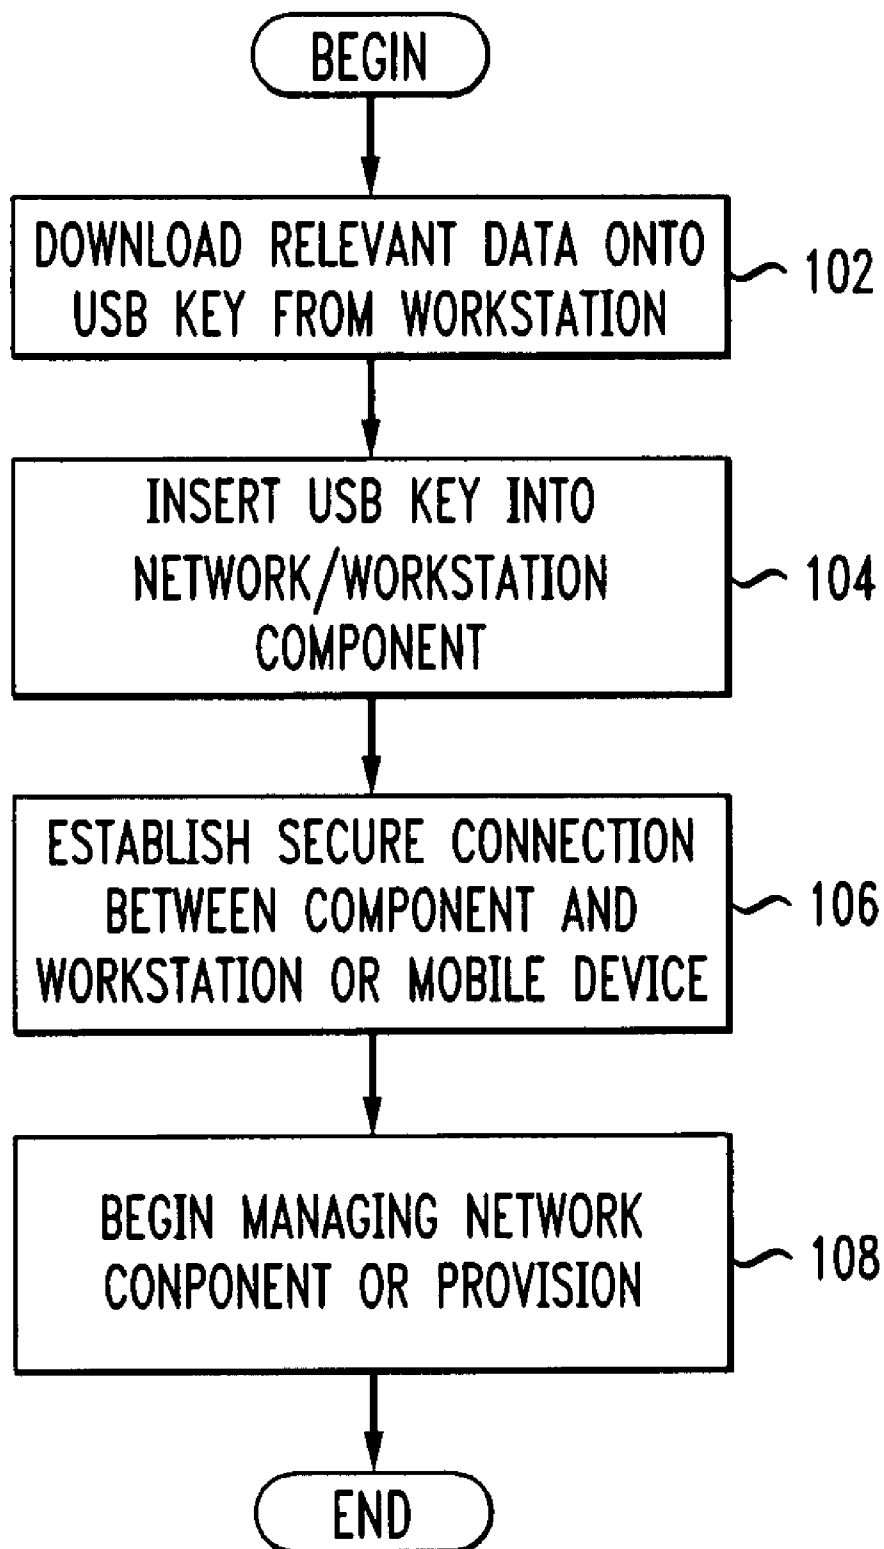 BEGIN
DOWNLOAD RELEVANT DATA ONTO
USB KEY FROM WORKSTATION
102
INSERT USB KEY INTO
NETWORK/WORKSTATION
COMPONENT
104
ESTABLISH SECURE CONNECTION
BETWEEN COMPONENT AND
WORKSTATION OR MOBILE DEVICE
106
BEGIN MANAGING NETWORK
CONPONENT OR PROVISION
108
END